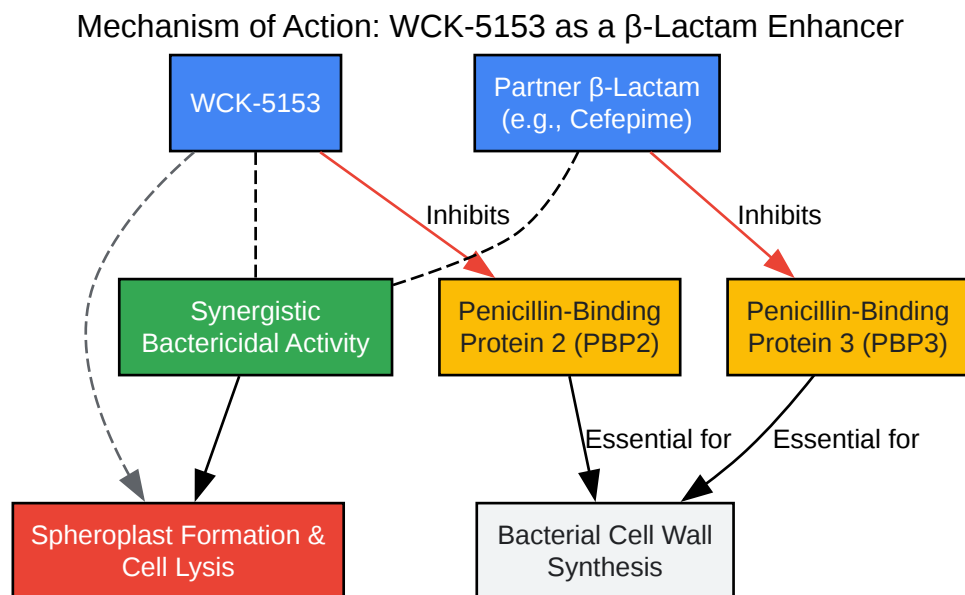 Mechanism of Action: WCK-5153 as a β-Lactam Enhancer
WCK-5153
Partner β-Lactam
(e.g., Cefepime)
Inhibits
Inhibits
Synergistic
Bactericidal Activity
Penicillin-Binding
Protein 2 (PBP2)
Penicillin-Binding
Protein 3 (PBP3)
Essential for
Essential for
Spheroplast Formation &
Cell Lysis
Bacterial Cell Wall
Synthesis